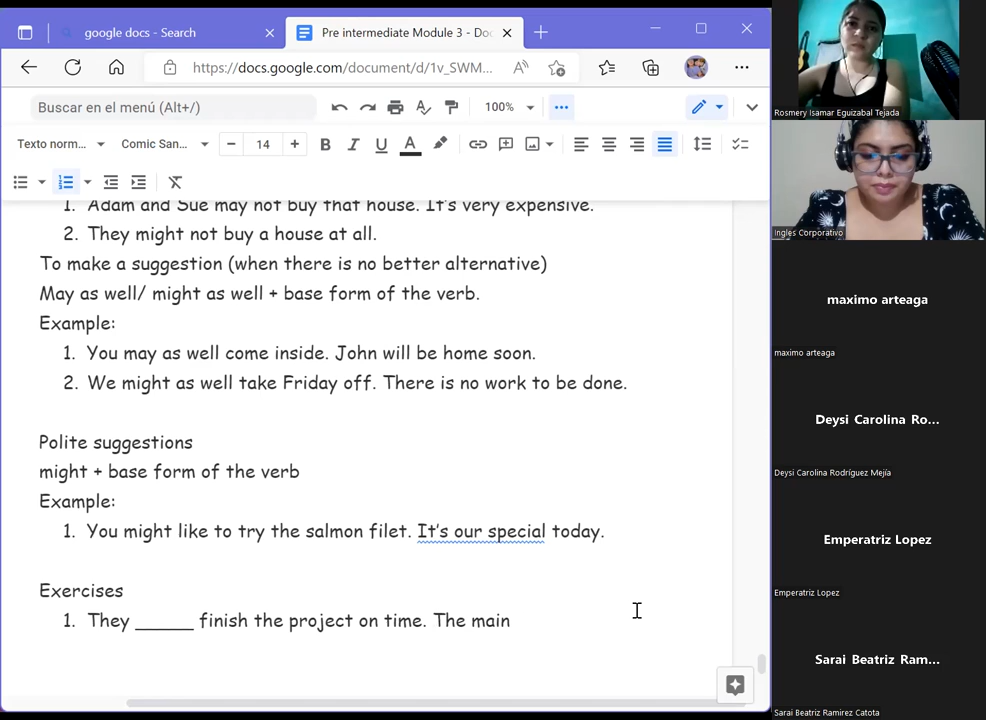 google docs - Search
Pre intermediate Module 3 - Doc
https://docs.google.com/document/d/1v_SWM...
Buscar en el menú (Alt+/)
100%
Texto norm...
Comic San...
14
1. Adam and Sue may not buy that house. It's very expensive.
2. They might not buy a house at all.
To make a suggestion (when there is no better alternative)
May as well/ might as well + base form of the verb.
Example:
1. You may as well come inside. John will be home soon.
2. We might as well take Friday off. There is no work to be done.
Polite suggestions
might + base form of the verb
Example:
1. You might like to try the salmon filet. It's our special today.
Exercises
1. They ______ finish the project on time. The main
Rosmery Isamar Eguizabal Tejada
Ingles Corporativo
maximo arteaga
maximo arteaga
Deysi Carolina Ro...
Deysi Carolina Rodríguez Mejía
Emperatriz Lopez
Emperatriz Lopez
Sarai Beatriz Ram...
Sarai Beatriz Ramirez Catota